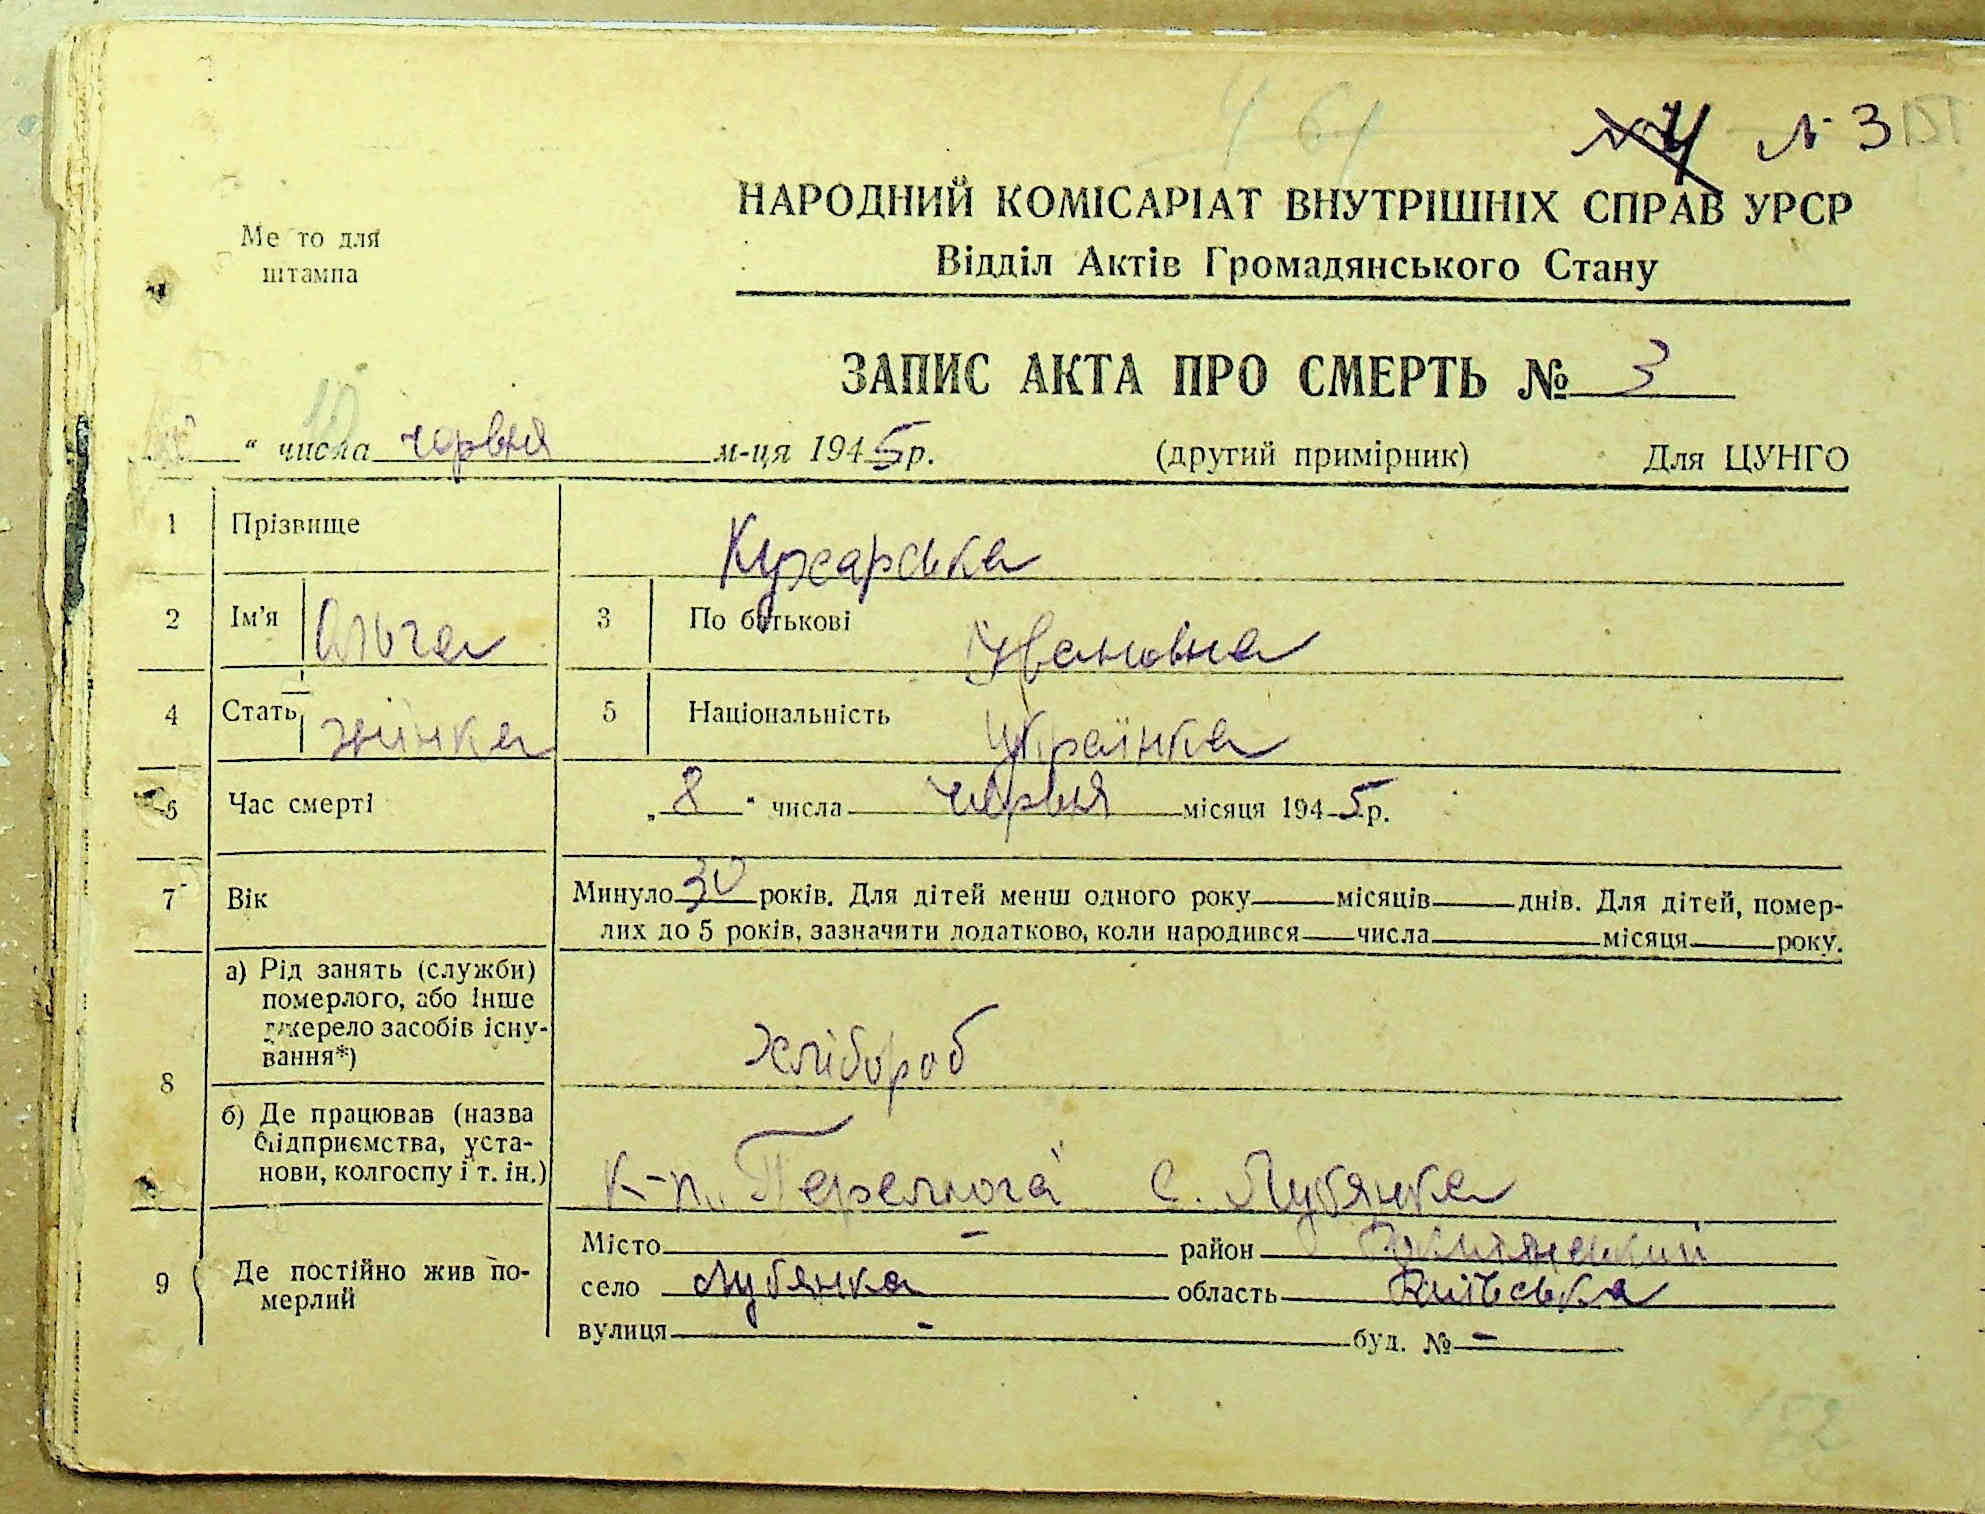 № 3 151
НАРОДНИЙ КОМІСАРІАТ ВНУТРІШНІХ СПРАВ УРСР
Відділ Актів Громадянського Стану
Ме то для
штампа
ЗАПИС АКТА ПРО СМЕРТЬ № 3
“ числа червня м-ця 1945 р. (другий примірник) Для ЦУНГО
1 Прізвище Кухарська
2 Ім'я Ольга 3 По батькові Івановна
4 Стать жінка 5 Національність українка
6 Час смерті „8“ числа червня місяця 1945 р.
7 Вік Минуло 30 років. Для дітей менш одного року місяців днів. Для дітей, помер-
лих до 5 років, зазначити додатково, коли народився числа місяця року.
8 а) Рід занять (служби)
померлого, або інше
джерело засобів існу-
вання*) хлібороб
б) Де працював (назва
підприємства, уста-
нови, колгоспу і т. ін.) к-п. Перемога с. Лубянка
9 Де постійно жив по-
мерлий
Місто - район
село Лубянка область Київська
вулиця - буд. № -